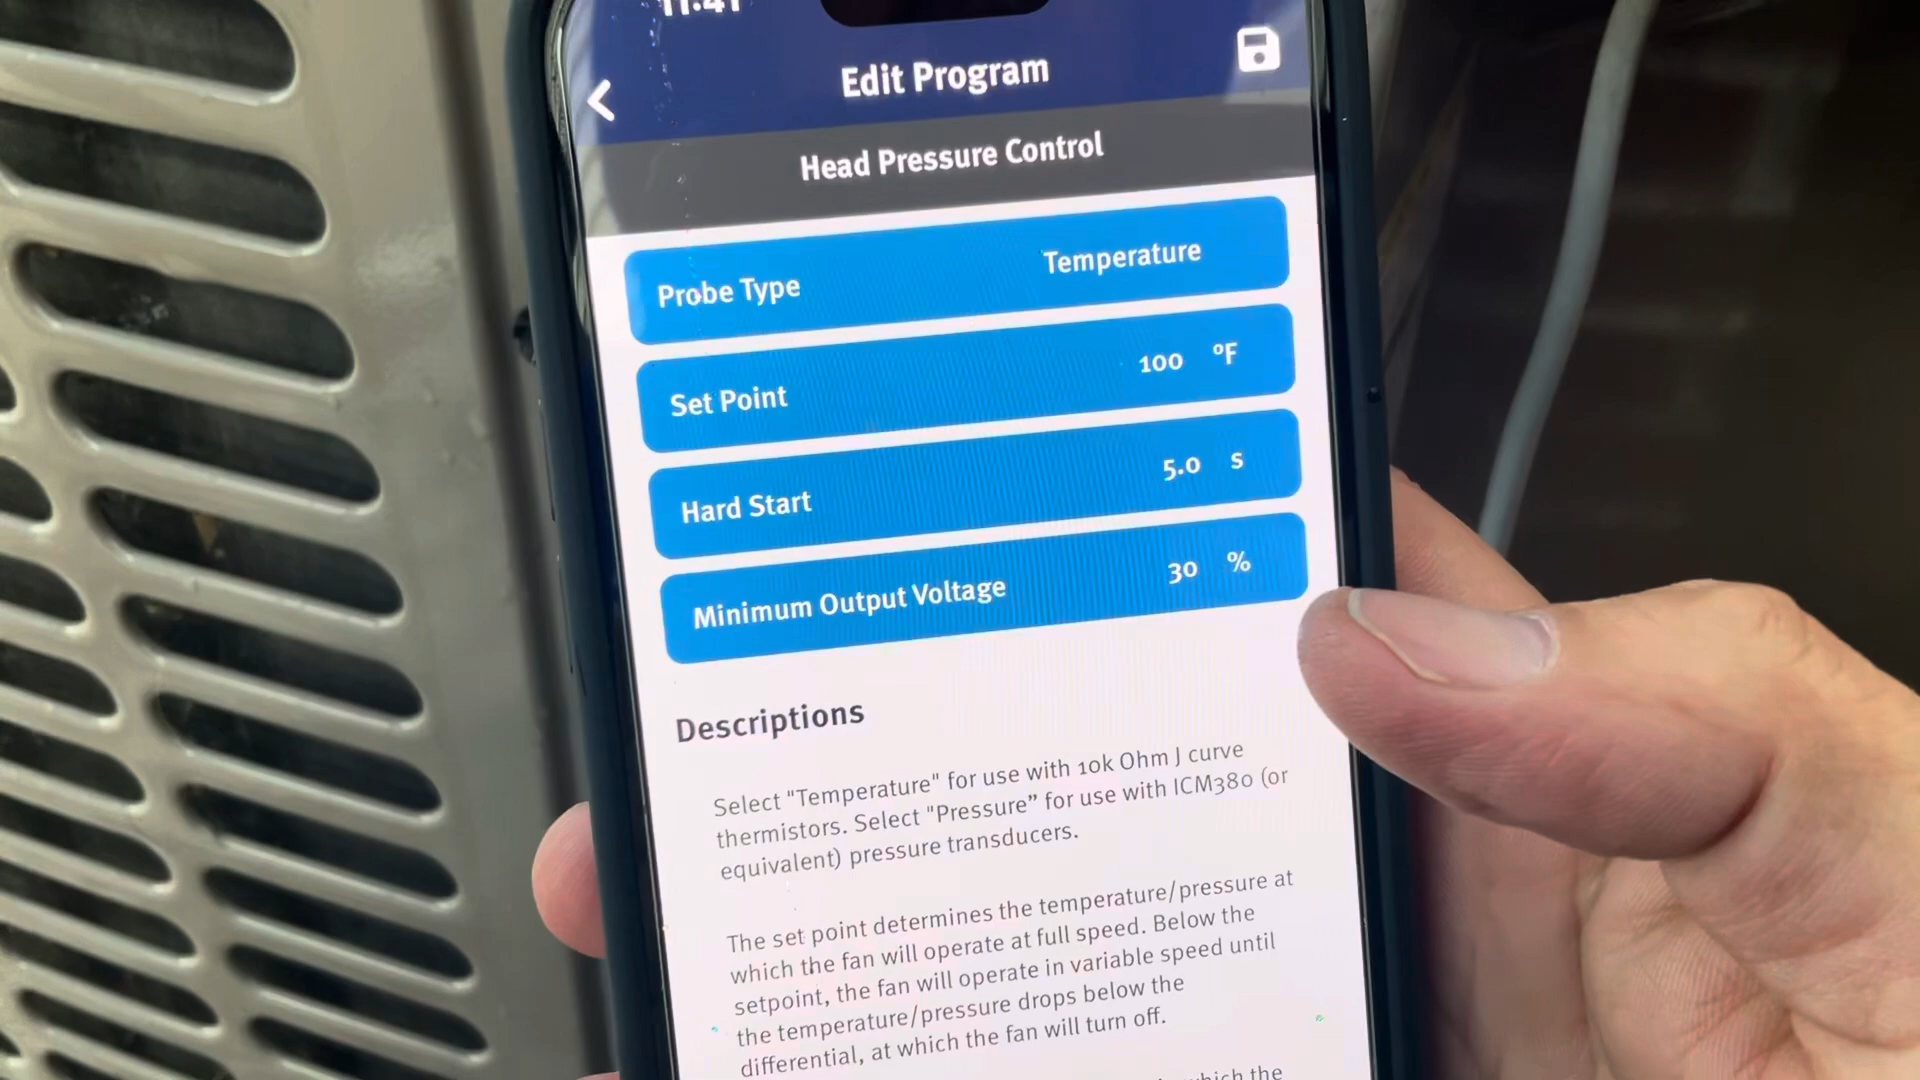 11:41
Edit Program
Head Pressure Control
Probe Type Temperature
Set Point 100 °F
Hard Start 5.0 s
Minimum Output Voltage 30 %
Descriptions
Select "Temperature" for use with 10k Ohm J curve
thermistors. Select "Pressure” for use with ICM380 (or
equivalent) pressure transducers.
The set point determines the temperature/pressure at
which the fan will operate at full speed. Below the
setpoint, the fan will operate in variable speed until
the temperature/pressure drops below the
differential, at which the fan will turn off.
which the